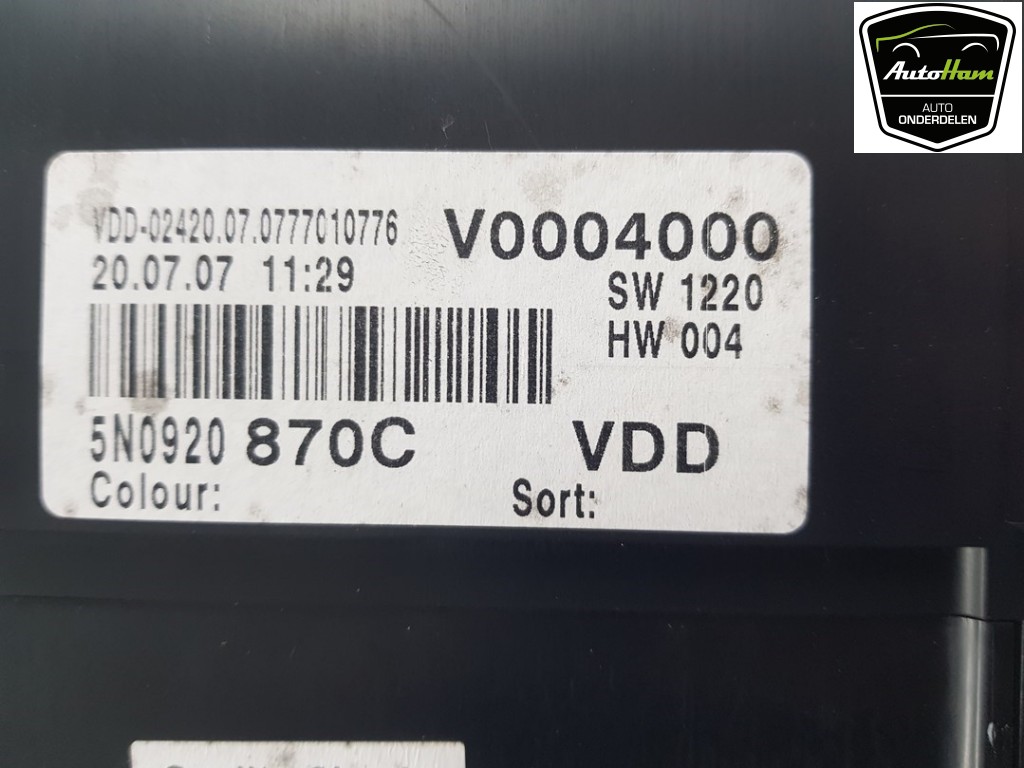 AutoHam
AUTO
ONDERDELEN
VDD-02420.07.0777010776
V0004000
20.07.07 11:29
SW 1220
HW 004
5N0920 870C
VDD
Colour:
Sort: